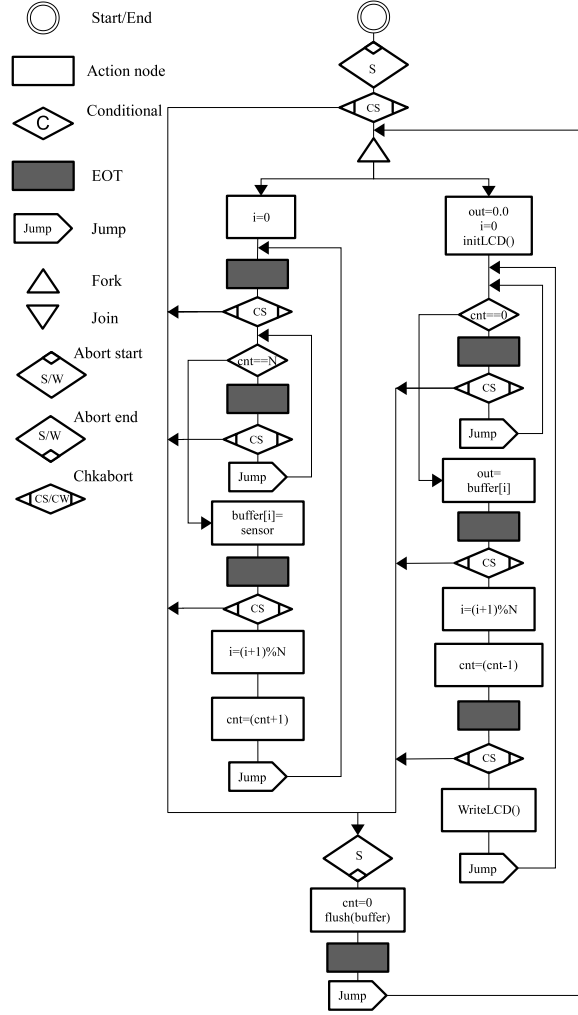 Start/End
Action node
C
Conditional
EOT
Jump
Jump
Fork
Join
S/W
Abort start
S/W
Abort end
CS/CW
Chkabort
S
CS
i=0
CS
cnt==N
CS
Jump
buffer[i]=
sensor
CS
i=(i+1)%N
cnt=(cnt+1)
Jump
out=0.0
i=0
initLCD()
cnt==0
CS
Jump
out=
buffer[i]
CS
i=(i+1)%N
cnt=(cnt-1)
CS
WriteLCD()
Jump
S
cnt=0
flush(buffer)
Jump